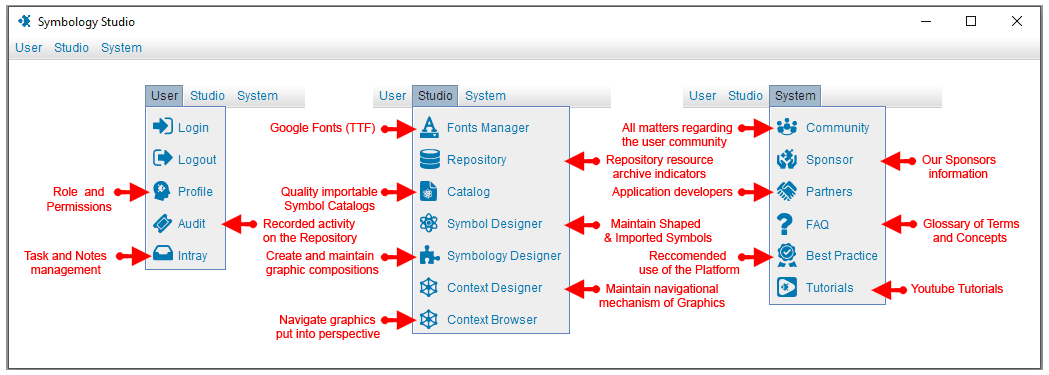 Symbology Studio
User Studio System
User Studio System
Login
Logout
Role and
Permissions
Profile
Audit
Recorded activity
on the Repository
Task and Notes
management
Intray
User Studio System
Google Fonts (TTF)
Fonts Manager
Repository
Repository resource
archive indicators
Quality importable
Symbol Catalogs
Catalog
Symbol Designer
Maintain Shaped
& Imported Symbols
Create and maintain
graphic compositions
Symbology Designer
Context Designer
Maintain navigational
mechanism of Graphics
Navigate graphics
put into perspective
Context Browser
User Studio System
All matters regarding
the user community
Community
Sponsor
Our Sponsors
information
Application developers
Partners
FAQ
Glossary of Terms
and Concepts
Reccomended
use of the Platform
Best Practice
Tutorials
Youtube Tutorials